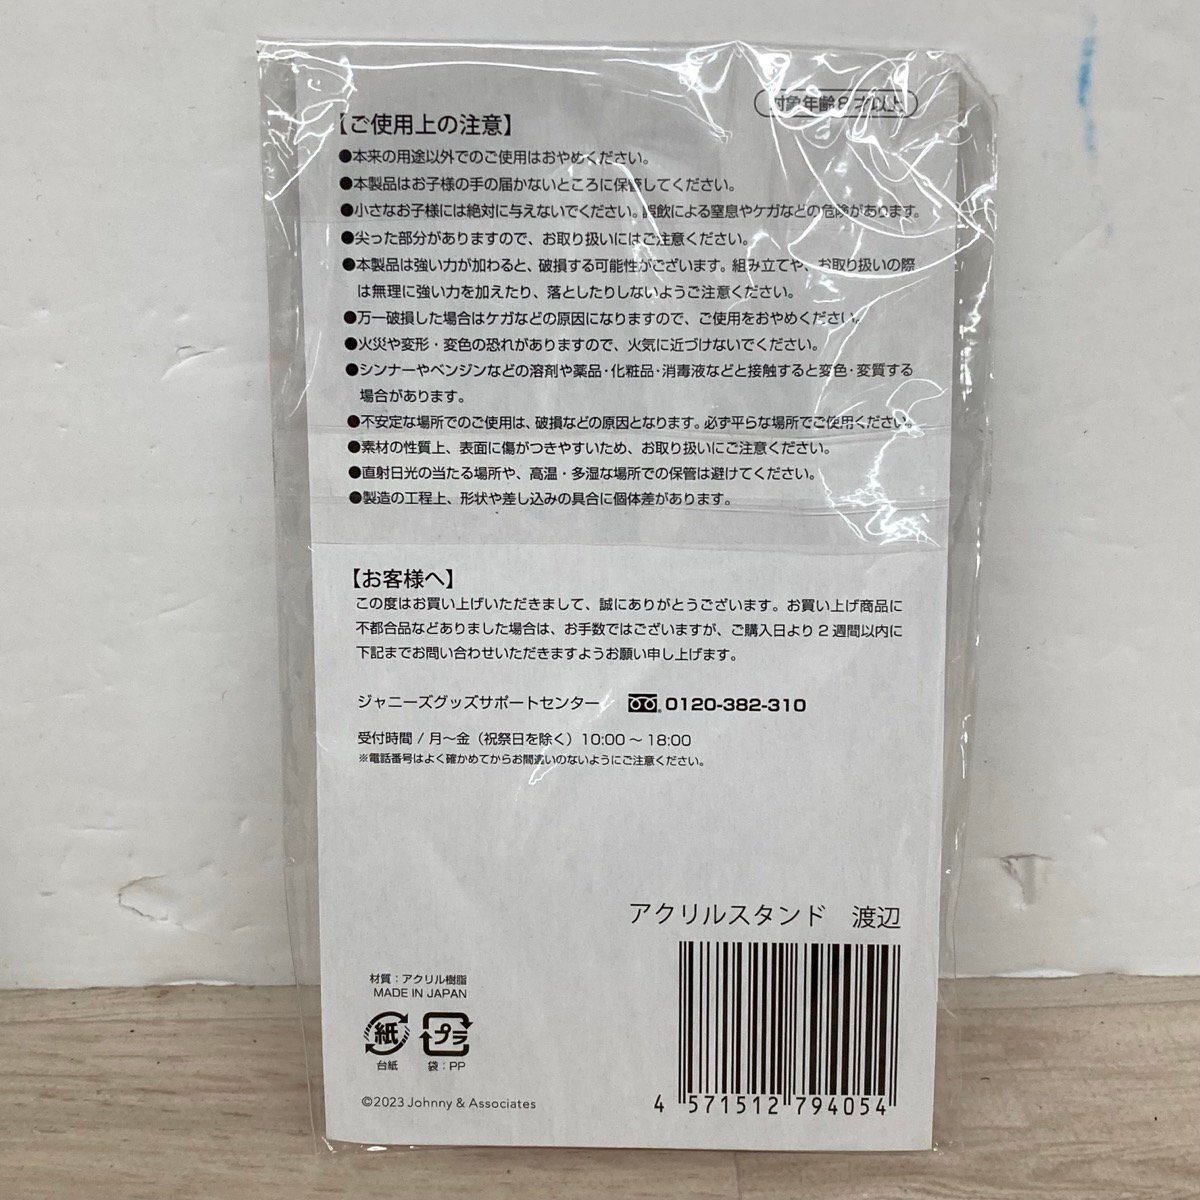 対象年齢8才以上
【ご使用上の注意】
●本来の用途以外でのご使用はおやめください。
●本製品はお子様の手の届かないところに保管してください。
●小さなお子様には絶対に与えないでください。誤飲による窒息やケガなどの危険があります。
●尖った部分がありますので、お取り扱いにはご注意ください。
●本製品は強い力が加わると、破損する可能性がございます。組み立てや、お取り扱いの際
は無理に強い力を加えたり、落としたりしないようご注意ください。
●万一破損した場合はケガなどの原因になりますので、ご使用をおやめください。
●火災や変形・変色の恐れがありますので、火気に近づけないでください。
●シンナーやベンジンなどの溶剤や薬品・化粧品・消毒液などと接触すると変色・変質する
場合があります。
●不安定な場所でのご使用は、破損などの原因となります。必ず平らな場所でご使用ください。
●素材の性質上、表面に傷がつきやすいため、お取り扱いにご注意ください。
●直射日光の当たる場所や、高温・多湿な場所での保管は避けてください。
●製造の工程上、形状や差し込みの具合に個体差があります。
【お客様へ】
この度はお買い上げいただきまして、誠にありがとうございます。お買い上げ商品に
不都合品などありました場合は、お手数ではございますが、ご購入日より2週間以内に
下記までお問い合わせいただきますようお願い申し上げます。
ジャニーズグッズサポートセンター 0120-382-310
受付時間 / 月〜金（祝祭日を除く）10:00 〜 18:00
※電話番号はよく確かめてからお間違いのないようにご注意ください。
アクリルスタンド 渡辺
材質：アクリル樹脂
MADE IN JAPAN
紙 プラ
台紙 袋：PP
©2023 Johnny & Associates
4 571512 794054